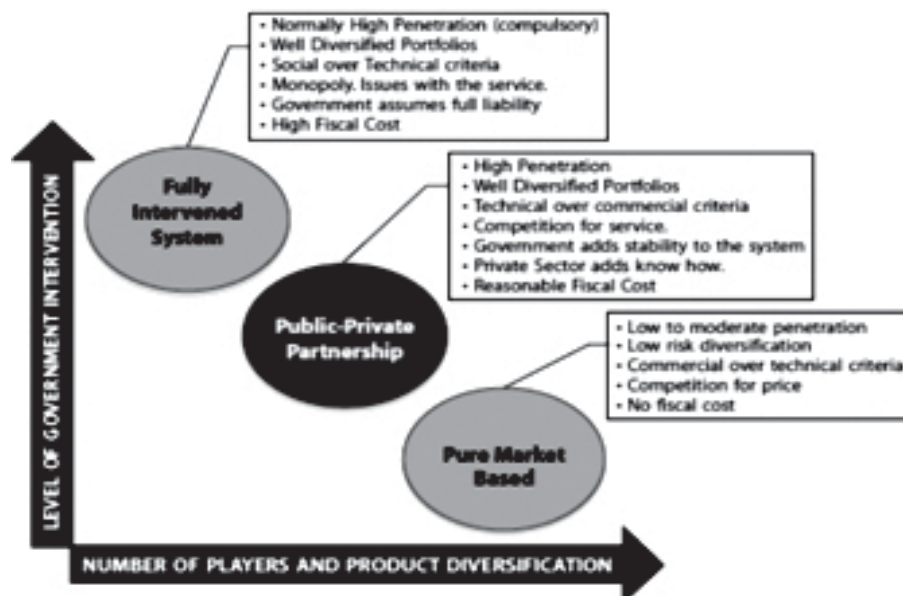 • Normally High Penetration (compulsory)
• Well Diversified Portfolios
• Social over Technical criteria
• Monopoly. Issues with the service.
• Government assumes full liability
• High Fiscal Cost
Fully
Intervened
System
• High Penetration
• Well Diversified Portfolios
• Technical over commercial criteria
• Competition for service.
• Government adds stability to the system
• Private Sector adds know how.
• Reasonable Fiscal Cost
Public-Private
Partnership
• Low to moderate penetration
• Low risk diversification
• Commercial over technical criteria
• Competition for price
• No fiscal cost
Pure Market
Based
LEVEL OF GOVERNMENT INTERVENTION
NUMBER OF PLAYERS AND PRODUCT DIVERSIFICATION